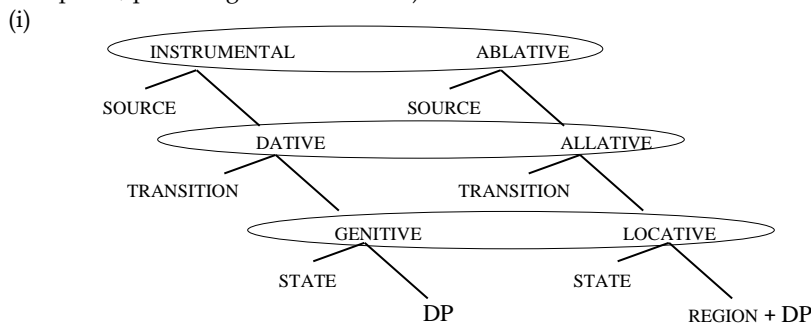 (i)
INSTRUMENTAL ABLATIVE
SOURCE SOURCE
DATIVE ALLATIVE
TRANSITION TRANSITION
GENITIVE LOCATIVE
STATE STATE
DP REGION + DP